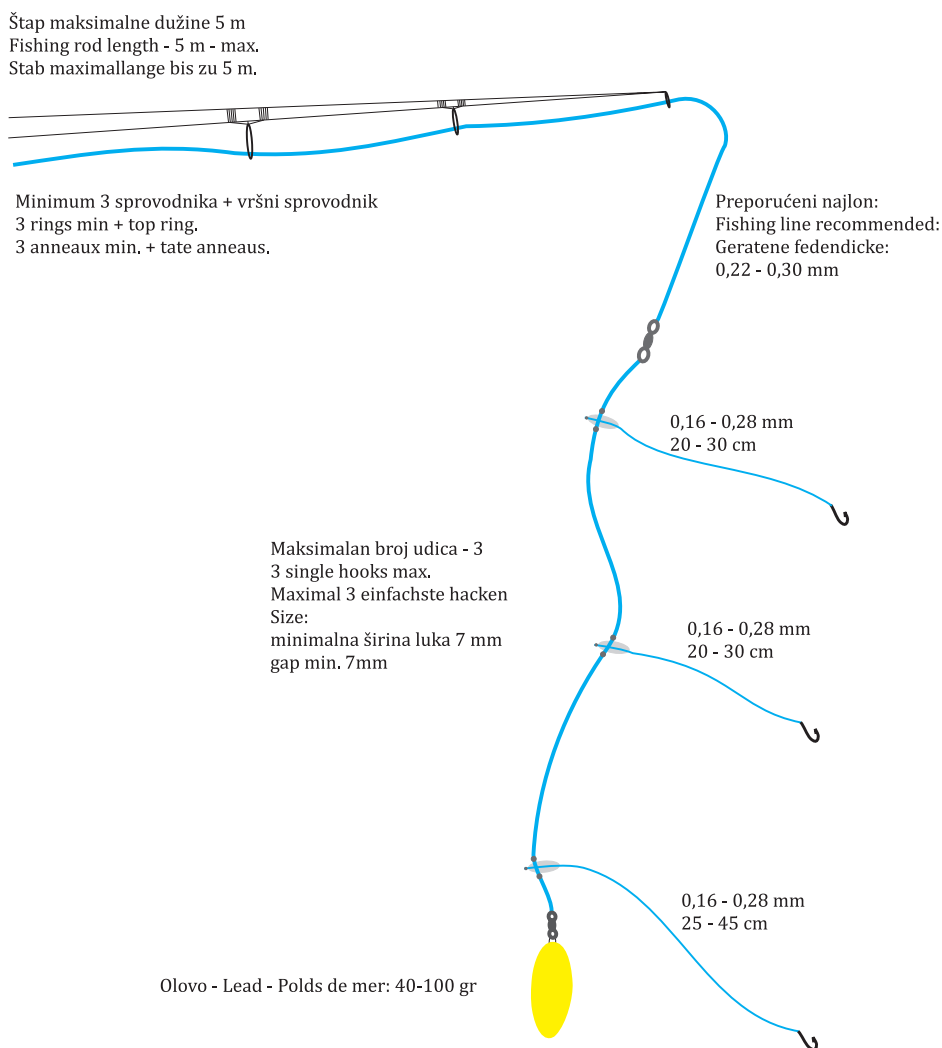 Štap maksimalne dužine 5 m
Fishing rod length - 5 m - max.
Stab maximallange bis zu 5 m.
Minimum 3 sprovodnika + vršni sprovodnik
3 rings min + top ring.
3 anneaux min. + tate anneaus.
Preporućeni najlon:
Fishing line recommended:
Geratene fedendicke:
0,22 - 0,30 mm
0,16 - 0,28 mm
20 - 30 cm
Maksimalan broj udica - 3
3 single hooks max.
Maximal 3 einfachste hacken
Size:
minimalna širina luka 7 mm
gap min. 7mm
0,16 - 0,28 mm
20 - 30 cm
0,16 - 0,28 mm
25 - 45 cm
Olovo - Lead - Polds de mer: 40-100 gr